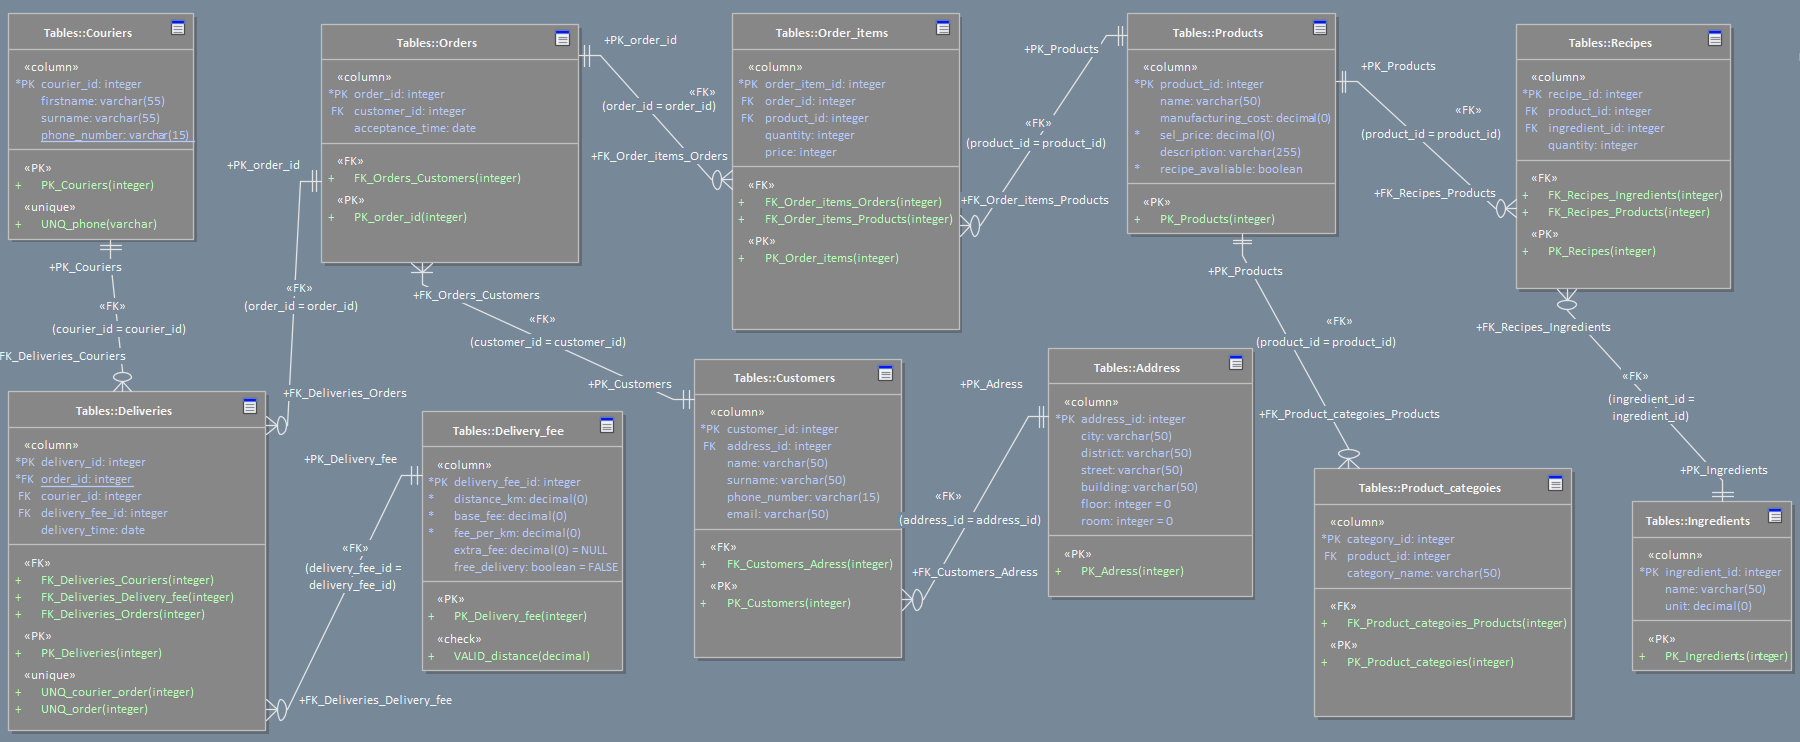 Tables::Couriers
«column»
*PK courier_id: integer
firstname: varchar(55)
surname: varchar(55)
phone_number: varchar(15)
«PK»
+ PK_Couriers(integer)
«unique»
+ UNQ_phone(varchar)
Tables::Orders
«column»
*PK order_id: integer
FK customer_id: integer
acceptance_time: date
«FK»
+ FK_Orders_Customers(integer)
«PK»
+ PK_order_id(integer)
Tables::Order_items
«column»
*PK order_item_id: integer
FK order_id: integer
FK product_id: integer
quantity: integer
price: integer
«FK»
+ FK_Order_items_Orders(integer)
+ FK_Order_items_Products(integer)
«PK»
+ PK_Order_items(integer)
Tables::Products
«column»
*PK product_id: integer
name: varchar(50)
manufacturing_cost: decimal(0)
* sel_price: decimal(0)
description: varchar(255)
* recipe_avaliable: boolean
«PK»
+ PK_Products(integer)
Tables::Recipes
«column»
*PK recipe_id: integer
FK product_id: integer
FK ingredient_id: integer
quantity: integer
«FK»
+ FK_Recipes_Ingredients(integer)
+ FK_Recipes_Products(integer)
«PK»
+ PK_Recipes(integer)
+PK_order_id
«FK»
(order_id = order_id)
+FK_Order_items_Orders
+PK_Products
«FK»
(product_id = product_id)
+FK_Order_items_Products
+PK_Products
«FK»
(product_id = product_id)
+FK_Recipes_Products
+PK_order_id
«FK»
(order_id = order_id)
+FK_Deliveries_Orders
+PK_Couriers
«FK»
(courier_id = courier_id)
FK_Deliveries_Couriers
+FK_Orders_Customers
«FK»
(customer_id = customer_id)
+PK_Customers
+PK_Products
«FK»
(product_id = product_id)
+FK_Product_categoies_Products
+FK_Recipes_Ingredients
«FK»
(ingredient_id =
ingredient_id)
+PK_Ingredients
Tables::Deliveries
«column»
*PK delivery_id: integer
*FK order_id: integer
FK courier_id: integer
FK delivery_fee_id: integer
delivery_time: date
«FK»
+ FK_Deliveries_Couriers(integer)
+ FK_Deliveries_Delivery_fee(integer)
+ FK_Deliveries_Orders(integer)
«PK»
+ PK_Deliveries(integer)
«unique»
+ UNQ_courier_order(integer)
+ UNQ_order(integer)
+PK_Delivery_fee
«FK»
(delivery_fee_id =
delivery_fee_id)
+FK_Deliveries_Delivery_fee
Tables::Delivery_fee
«column»
*PK delivery_fee_id: integer
* distance_km: decimal(0)
* base_fee: decimal(0)
* fee_per_km: decimal(0)
extra_fee: decimal(0) = NULL
free_delivery: boolean = FALSE
«PK»
+ PK_Delivery_fee(integer)
«check»
+ VALID_distance(decimal)
Tables::Customers
«column»
*PK customer_id: integer
FK address_id: integer
name: varchar(50)
surname: varchar(50)
phone_number: varchar(15)
email: varchar(50)
«FK»
+ FK_Customers_Adress(integer)
«PK»
+ PK_Customers(integer)
+PK_Adress
«FK»
(address_id = address_id)
+FK_Customers_Adress
Tables::Address
«column»
*PK address_id: integer
city: varchar(50)
district: varchar(50)
street: varchar(50)
building: varchar(50)
floor: integer = 0
room: integer = 0
«PK»
+ PK_Adress(integer)
Tables::Product_categoies
«column»
*PK category_id: integer
FK product_id: integer
category_name: varchar(50)
«FK»
+ FK_Product_categoies_Products(integer)
«PK»
+ PK_Product_categoies(integer)
Tables::Ingredients
«column»
*PK ingredient_id: integer
name: varchar(50)
unit: decimal(0)
«PK»
+ PK_Ingredients(integer)